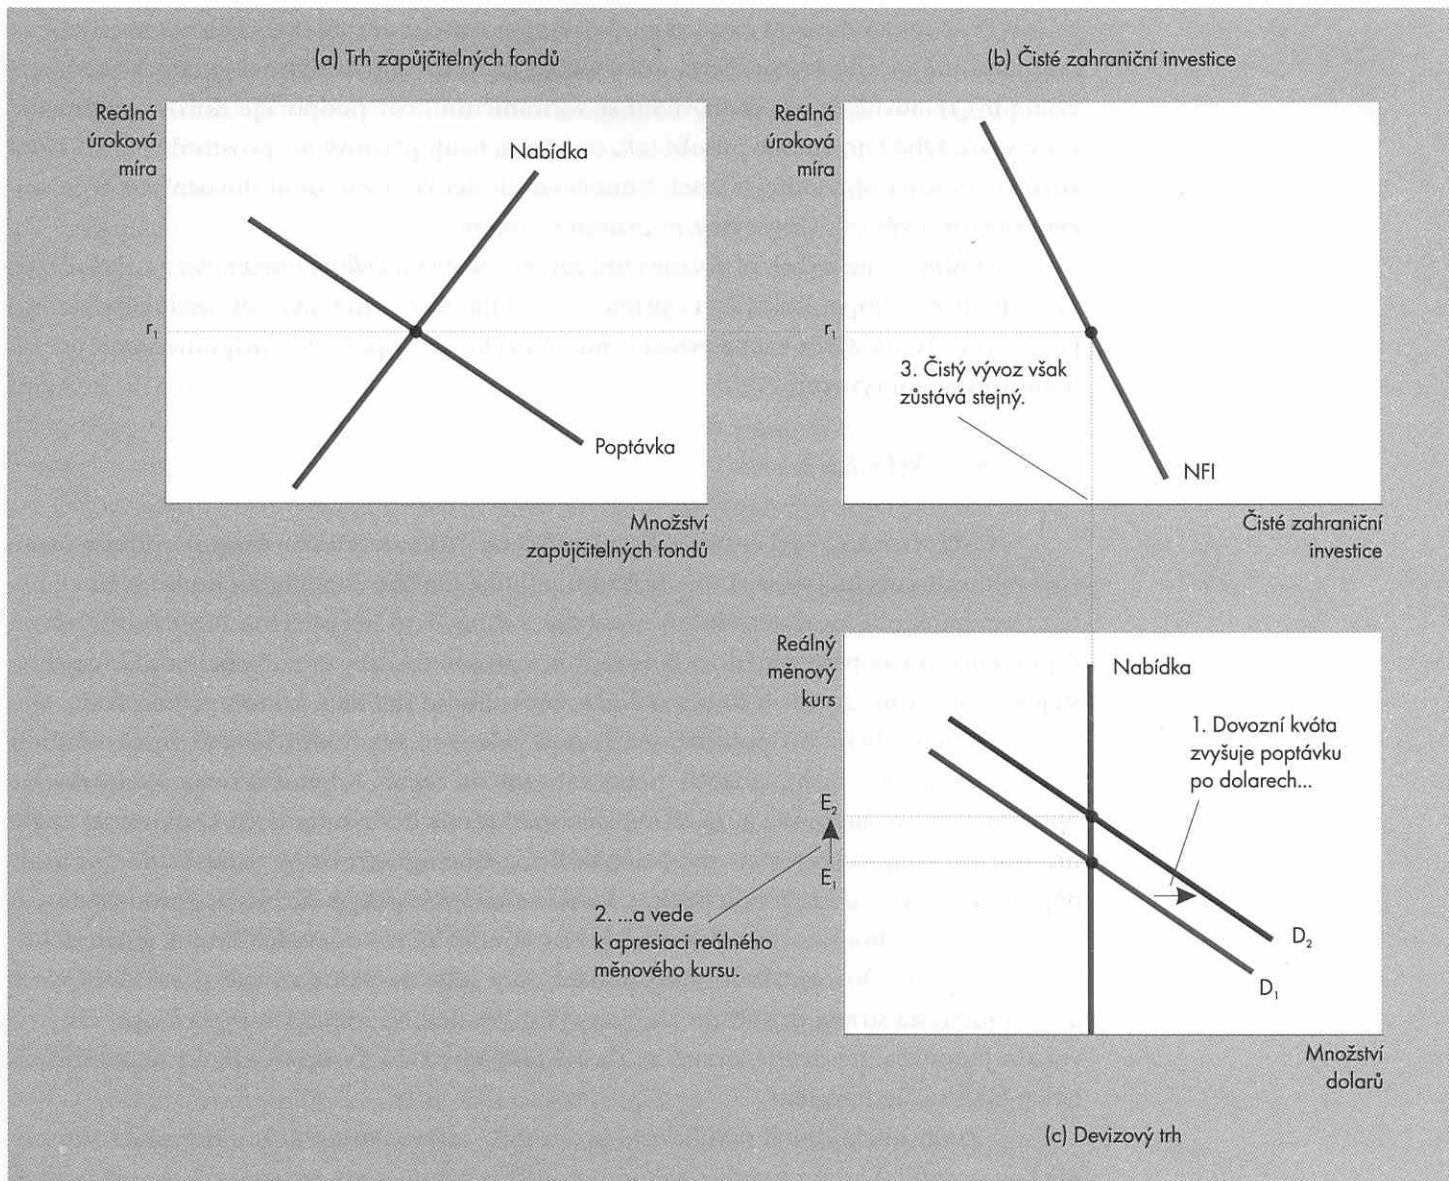 (a) Trh zapůjčitelných fondů
Reálná
úroková
míra
Nabídka
r₁
Poptávka
Množství
zapůjčitelných fondů
(b) Čisté zahraniční investice
Reálná
úroková
míra
r₁
3. Čistý vývoz však
zůstává stejný.
NFI
Čisté zahraniční
investice
Reálný
měnový
kurs
Nabídka
1. Dovozní kvóta
zvyšuje poptávku
po dolarech...
E₂
E₁
2. ...a vede
k apresiaci reálného
měnového kursu.
D₂
D₁
Množství
dolarů
(c) Devizový trh